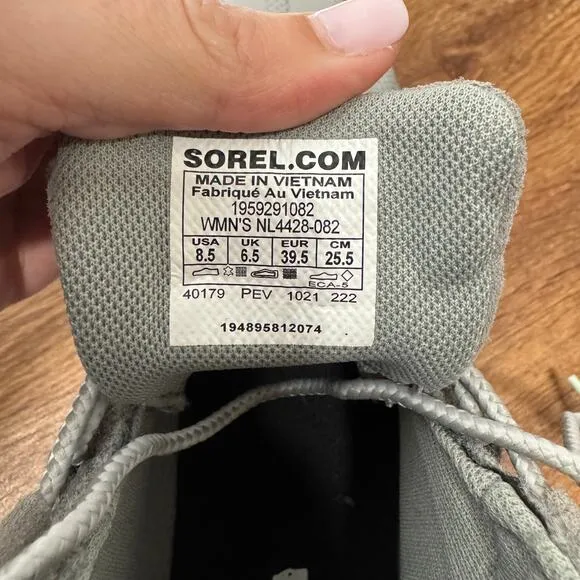 SOREL.COM
MADE IN VIETNAM
Fabriqué Au Vietnam
1959291082
WMN'S NL4428-082
USA UK EUR CM
8.5 6.5 39.5 25.5
ECA-5
40179 PEV 1021 222
194895812074